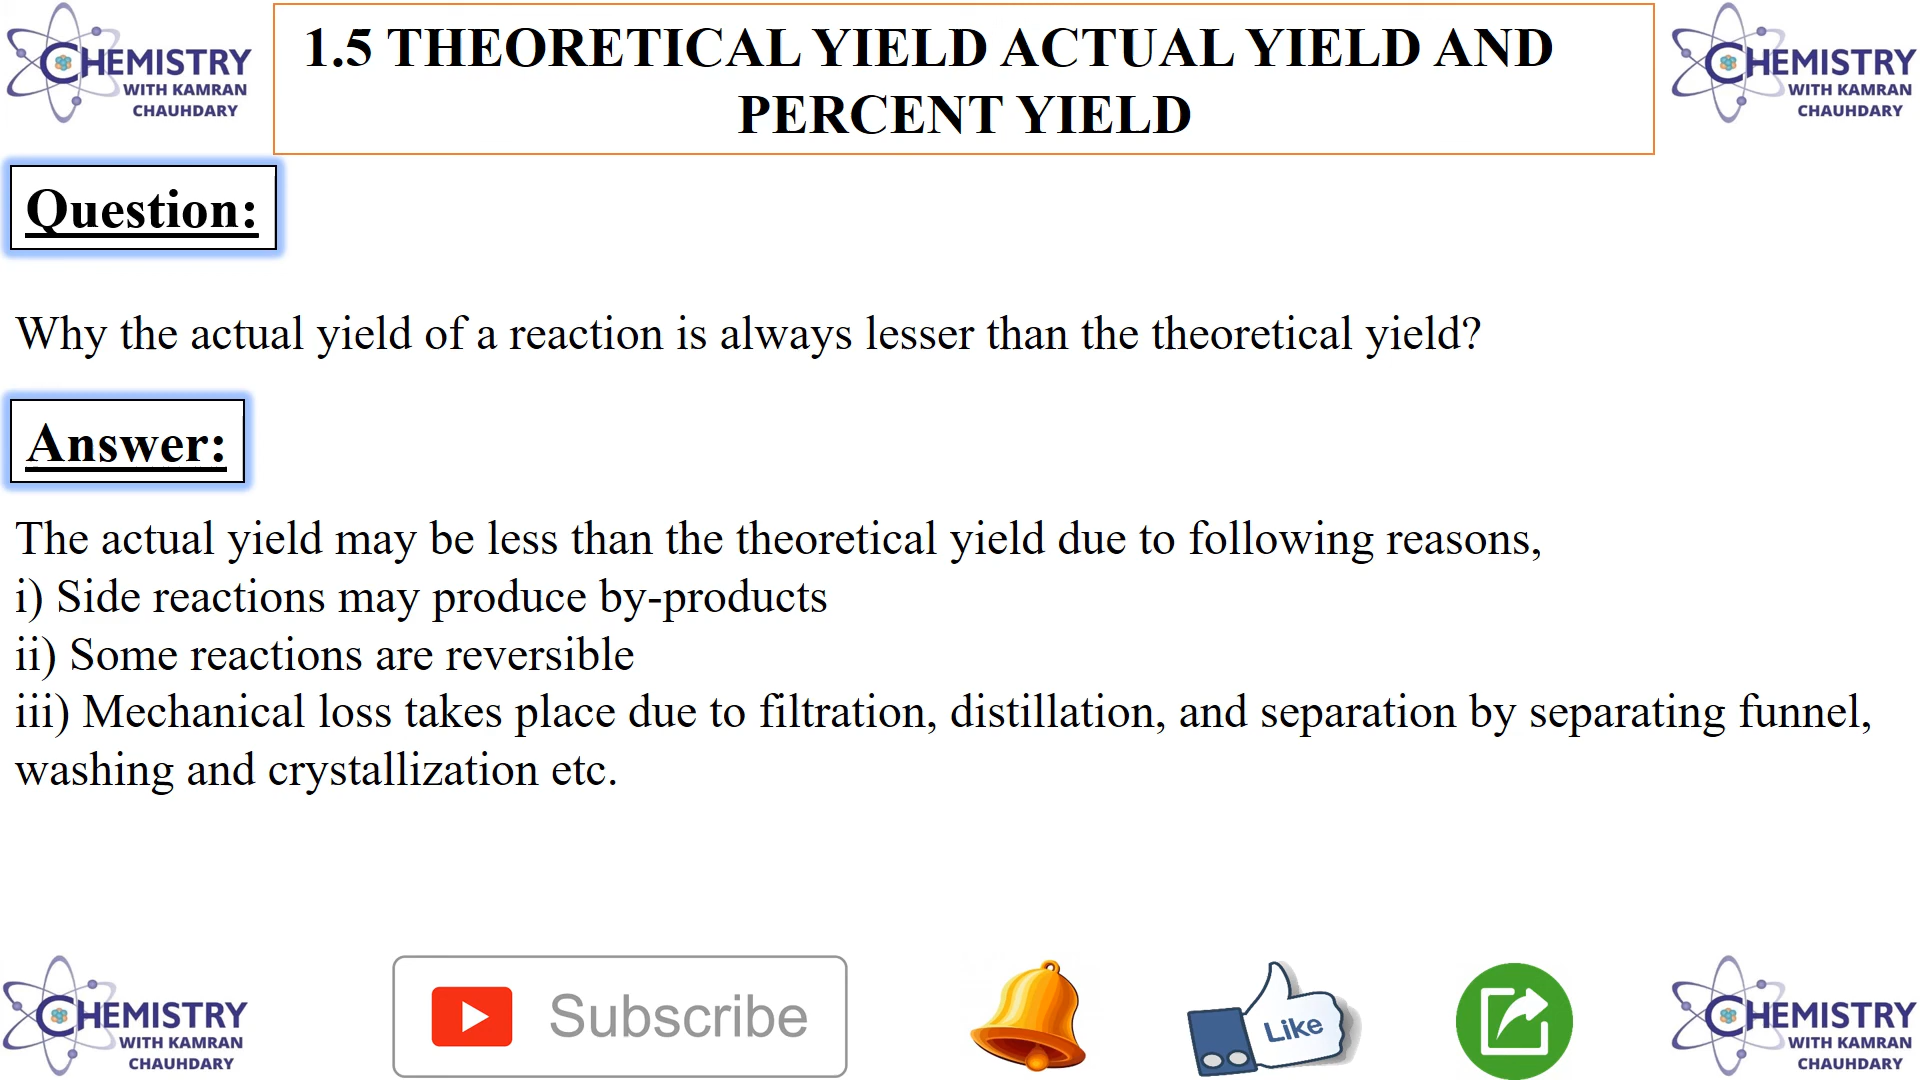 CHEMISTRY
WITH KAMRAN
CHAUHDARY
1.5 THEORETICAL YIELD ACTUAL YIELD AND
PERCENT YIELD
CHEMISTRY
WITH KAMRAN
CHAUHDARY
Question:
Why the actual yield of a reaction is always lesser than the theoretical yield?
Answer:
The actual yield may be less than the theoretical yield due to following reasons,
i) Side reactions may produce by-products
ii) Some reactions are reversible
iii) Mechanical loss takes place due to filtration, distillation, and separation by separating funnel,
washing and crystallization etc.
CHEMISTRY
WITH KAMRAN
CHAUHDARY
Subscribe
Like
CHEMISTRY
WITH KAMRAN
CHAUHDARY